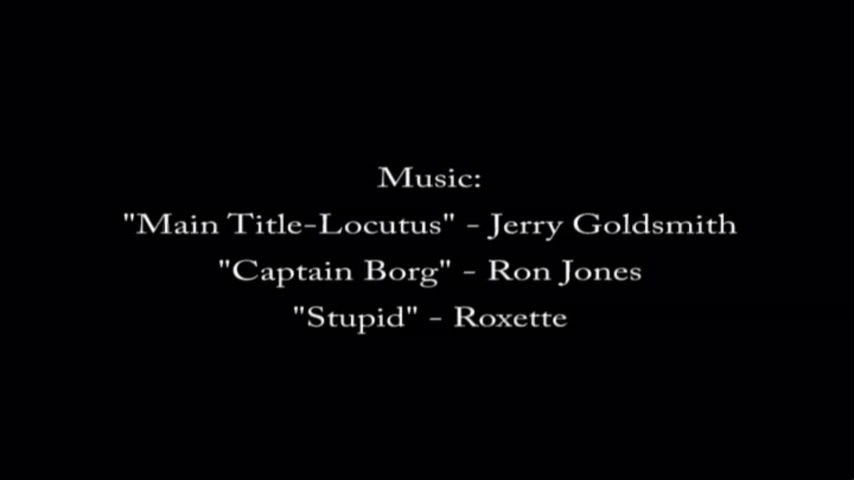 Music:
"Main Title-Locutus" - Jerry Goldsmith
"Captain Borg" - Ron Jones
"Stupid" - Roxette